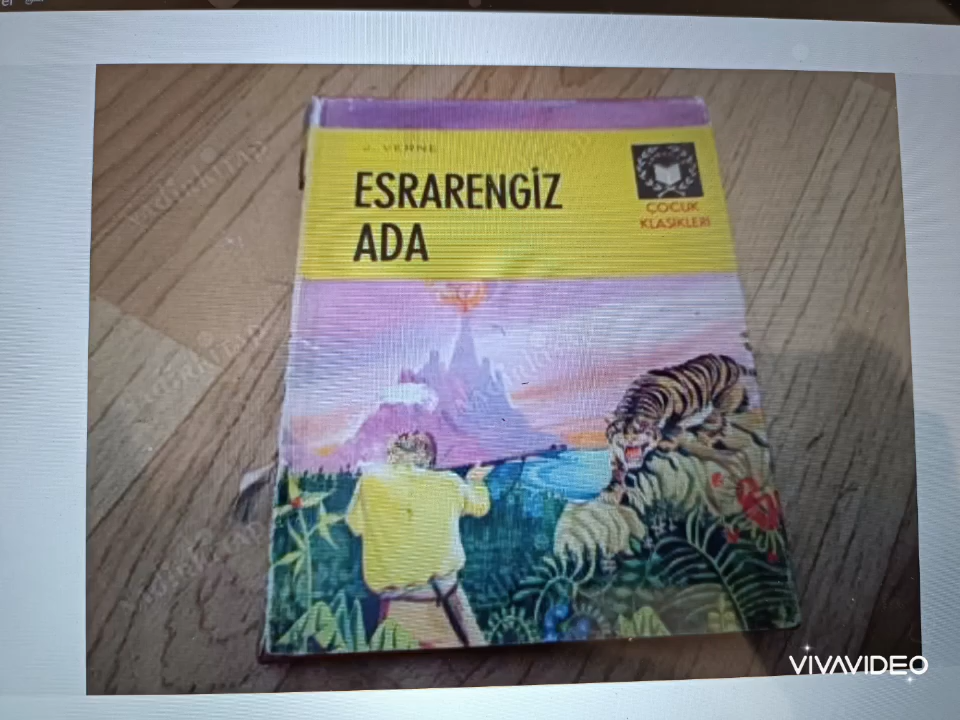 J. VERNE
ESRARENGİZ
ADA
ÇOCUK
KLASİKLERİ
VIVAVIDEO